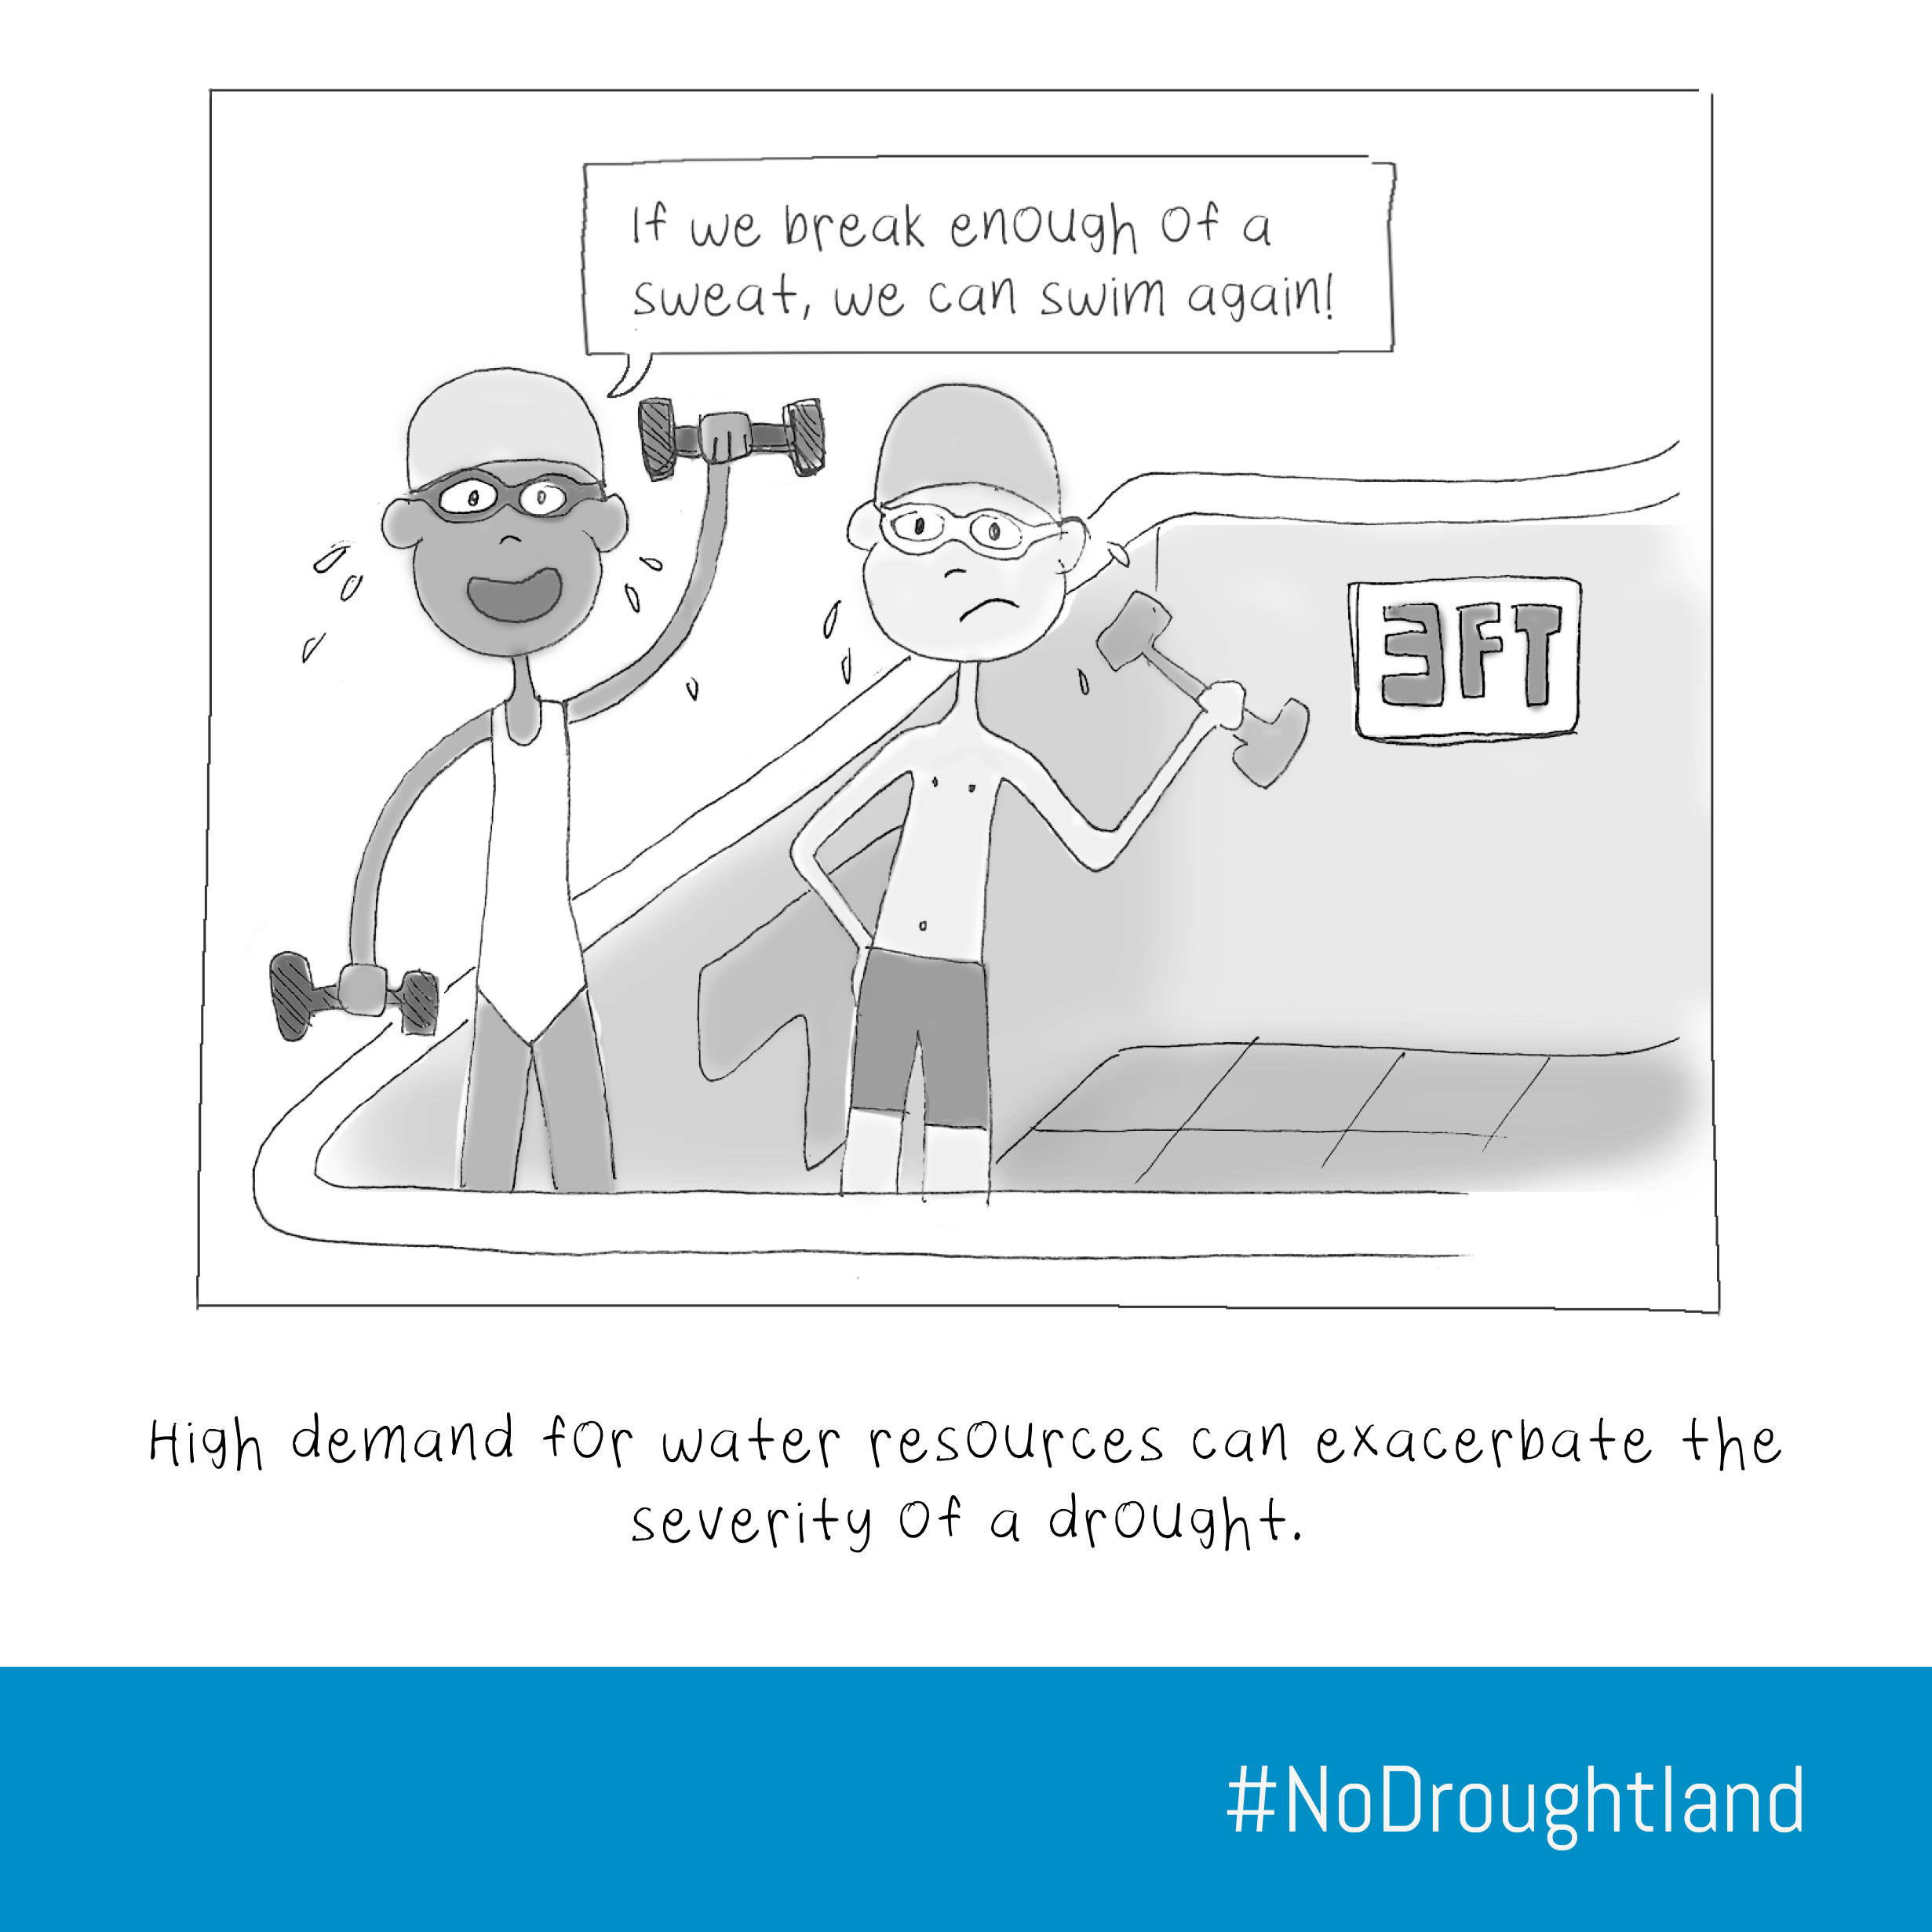 If we break enough of a
sweat, we can swim again!
3FT
High demand for water resources can exacerbate the
severity of a drought.
#NoDroughtland